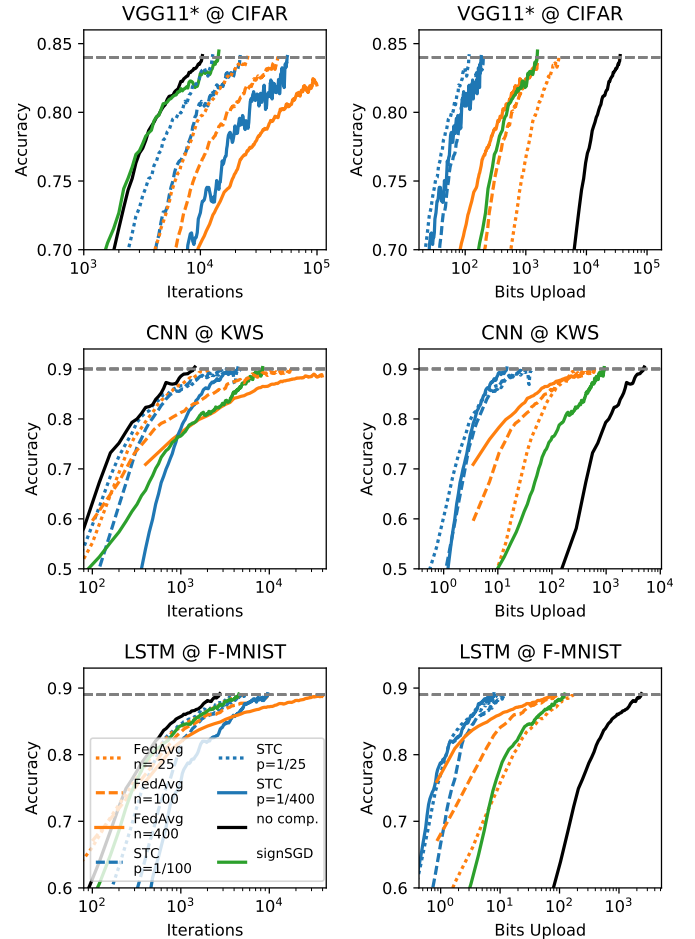 VGG11* @ CIFAR
VGG11* @ CIFAR
0.85
0.80
0.75
0.70
Accuracy
10³
10⁴
10⁵
Iterations
0.85
0.80
0.75
0.70
Accuracy
10²
10³
10⁴
10⁵
Bits Upload
CNN @ KWS
CNN @ KWS
0.9
0.8
0.7
0.6
0.5
Accuracy
10²
10³
10⁴
Iterations
0.9
0.8
0.7
0.6
0.5
Accuracy
10⁰
10¹
10²
10³
10⁴
Bits Upload
LSTM @ F-MNIST
LSTM @ F-MNIST
0.9
0.8
0.7
0.6
Accuracy
FedAvg
n= 25
FedAvg
n=100
FedAvg
n=400
STC
p=1/100
STC
p=1/25
STC
p=1/400
no comp.
signSGD
10²
10³
10⁴
Iterations
0.9
0.8
0.7
0.6
Accuracy
10⁰
10¹
10²
10³
Bits Upload